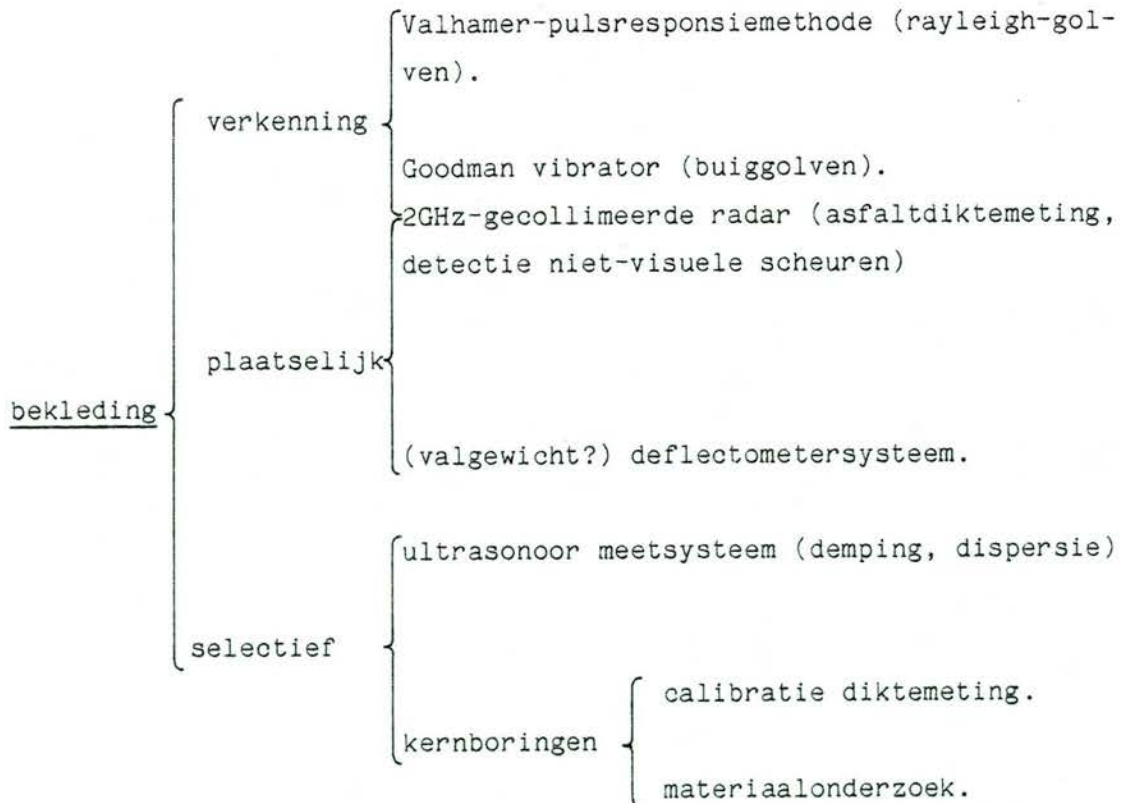 Valhamer-pulsresponsiemethode (rayleigh-gol-
ven).
verkenning
Goodman vibrator (buiggolven).
2GHz-gecollimeerde radar (asfaltdiktemeting,
detectie niet-visuele scheuren)
plaatselijk
bekleding
(valgewicht?) deflectometersysteem.
ultrasonoor meetsysteem (demping, dispersie)
selectief
calibratie diktemeting.
kernboringen
materiaalonderzoek.